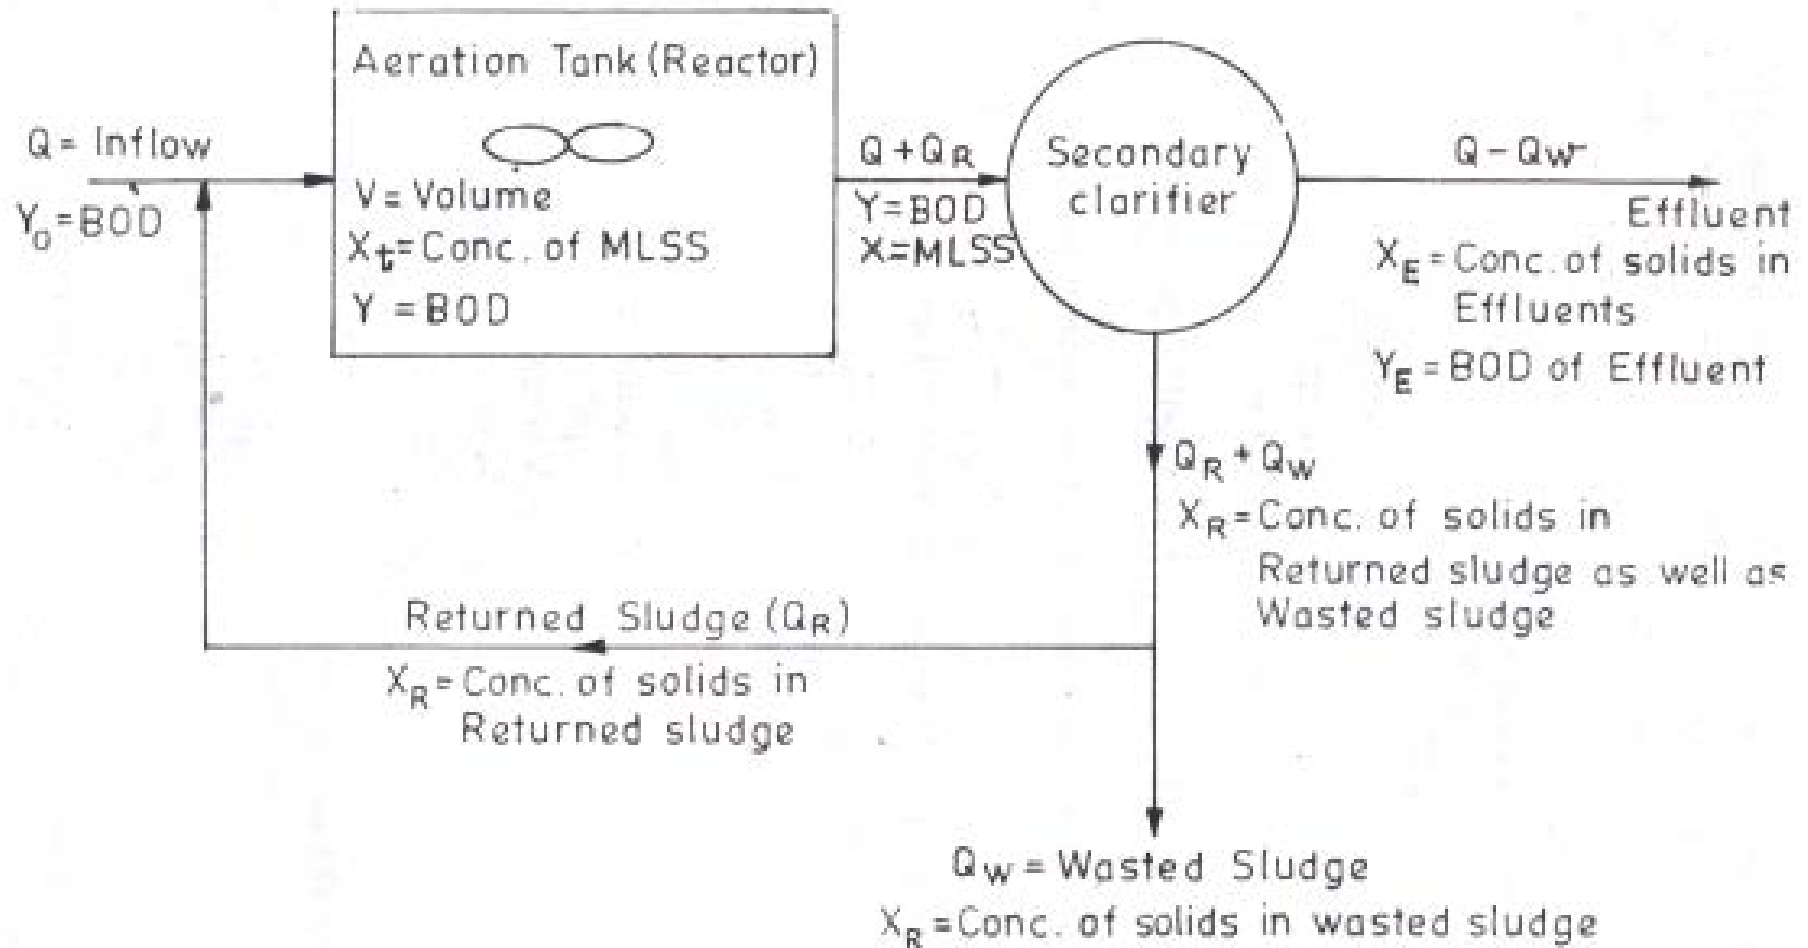 Aeration Tank (Reactor)
Q = Inflow
Y₀ = BOD
V = Volume
Xt = Conc. of MLSS
Y = BOD
Q + QR
Y = BOD
X = MLSS
Secondary
clarifier
Q - Qw
Effluent
XE = Conc. of solids in
Effluents
YE = BOD of Effluent
QR + QW
XR = Conc. of solids in
Returned sludge as well as
Wasted sludge
Returned Sludge (QR)
XR = Conc. of solids in
Returned sludge
QW = Wasted Sludge
XR = Conc. of solids in wasted sludge